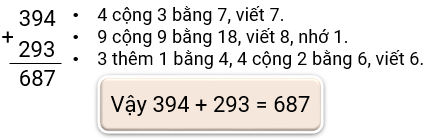 394
+
293
687
• 4 cộng 3 bằng 7, viết 7.
• 9 cộng 9 bằng 18, viết 8, nhớ 1.
• 3 thêm 1 bằng 4, 4 cộng 2 bằng 6, viết 6.
Vậy 394 + 293 = 687